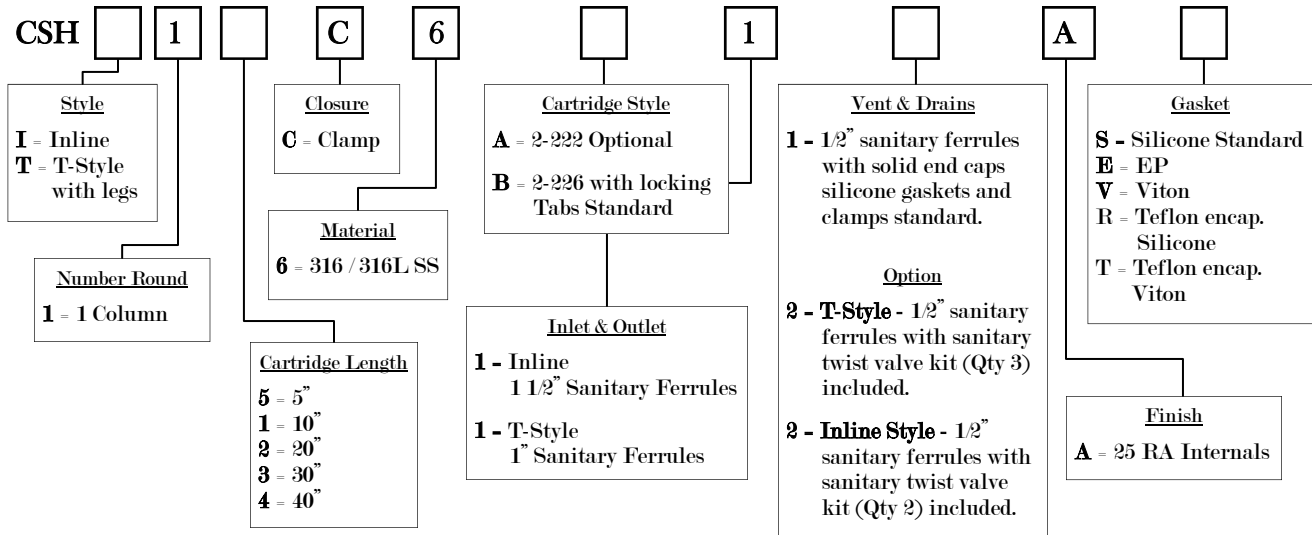 CSH 1 C 6 1 A
Style
I = Inline
T = T-Style
with legs
Number Round
1 = 1 Column
Cartridge Length
5 = 5"
1 = 10"
2 = 20"
3 = 30"
4 = 40"
Closure
C = Clamp
Material
6 = 316 / 316L SS
Cartridge Style
A = 2-222 Optional
B = 2-226 with locking
Tabs Standard
Inlet & Outlet
1 - Inline
1 1/2" Sanitary Ferrules
1 - T-Style
1" Sanitary Ferrules
Vent & Drains
1 - 1/2" sanitary ferrules
with solid end caps
silicone gaskets and
clamps standard.
Option
2 - T-Style - 1/2" sanitary
ferrules with sanitary
twist valve kit (Qty 3)
included.
2 - Inline Style - 1/2"
sanitary ferrules with
sanitary twist valve
kit (Qty 2) included.
Gasket
S - Silicone Standard
E = EP
V = Viton
R = Teflon encap.
Silicone
T = Teflon encap.
Viton
Finish
A = 25 RA Internals